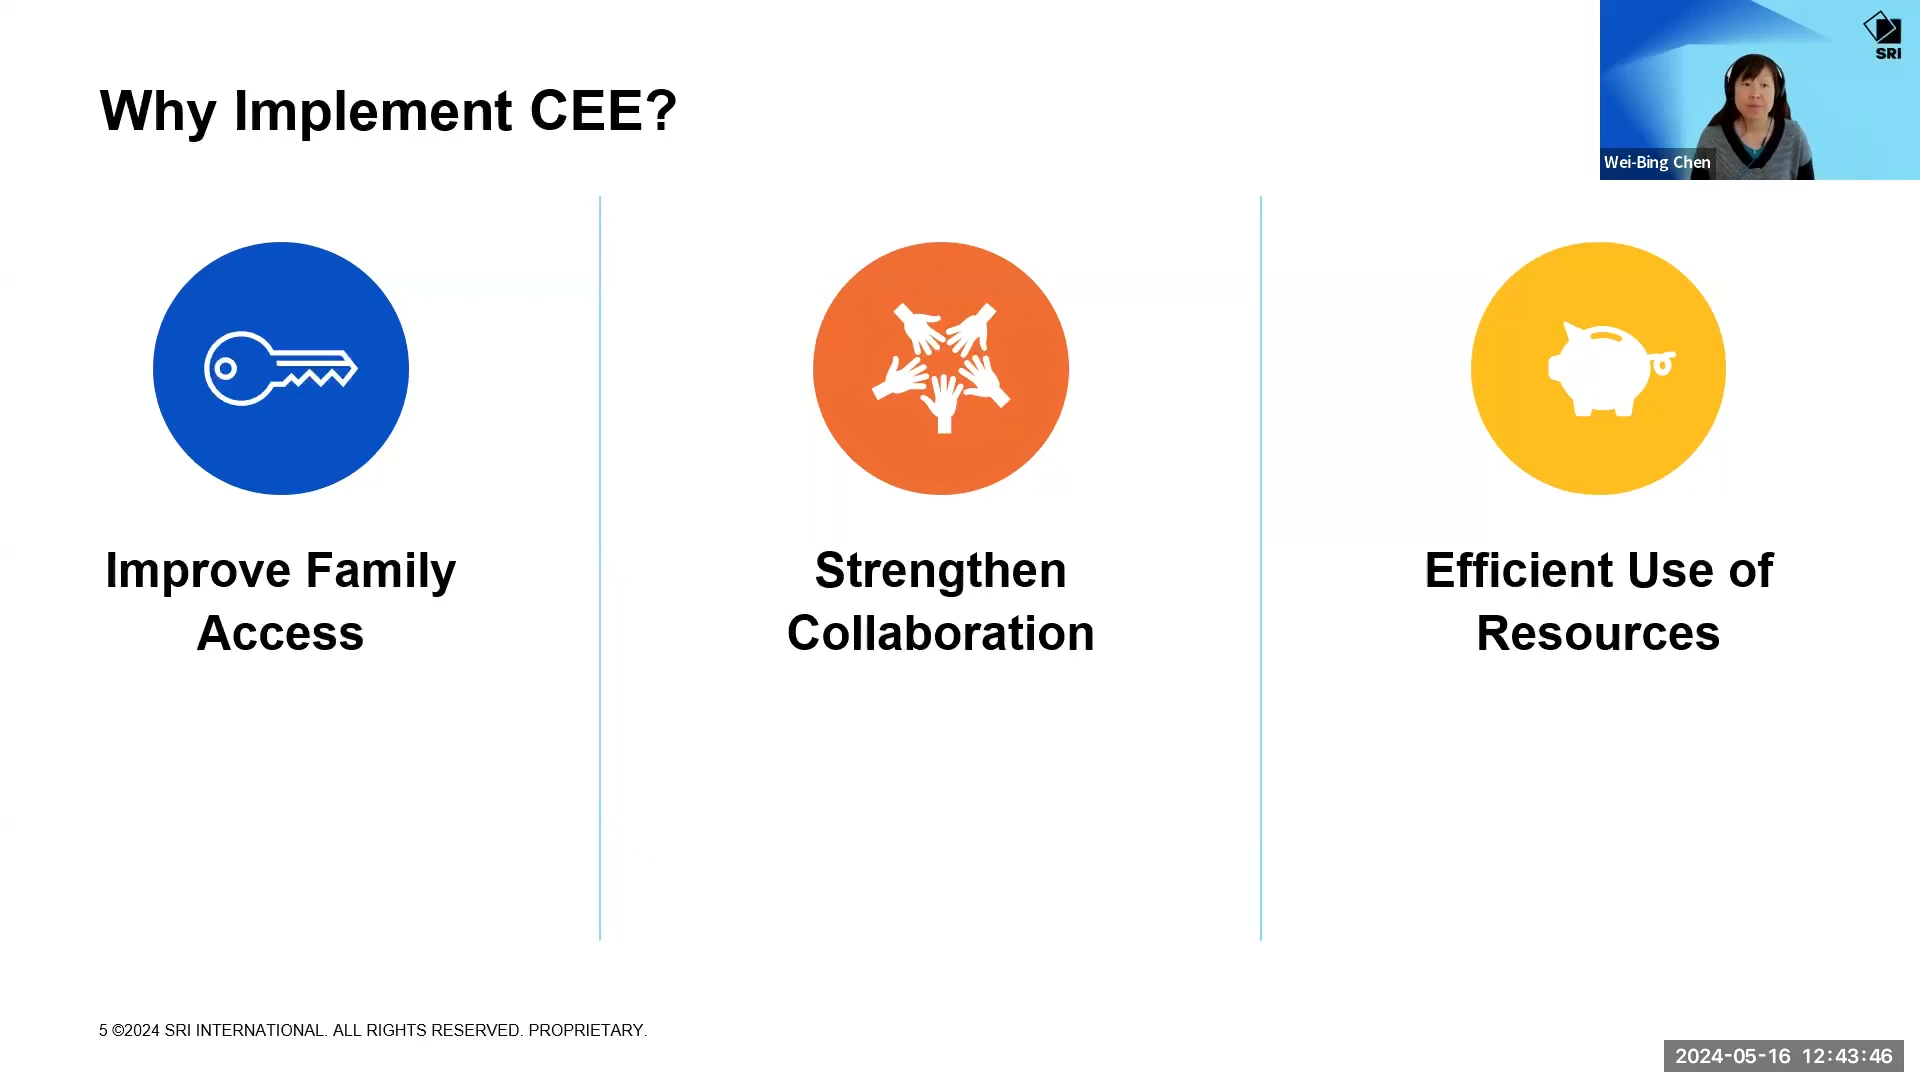 SRI
Why Implement CEE?
Wei-Bing Chen
Improve Family
Access
Strengthen
Collaboration
Efficient Use of
Resources
5 ©2024 SRI INTERNATIONAL. ALL RIGHTS RESERVED. PROPRIETARY.
2024-05-16 12:43:46